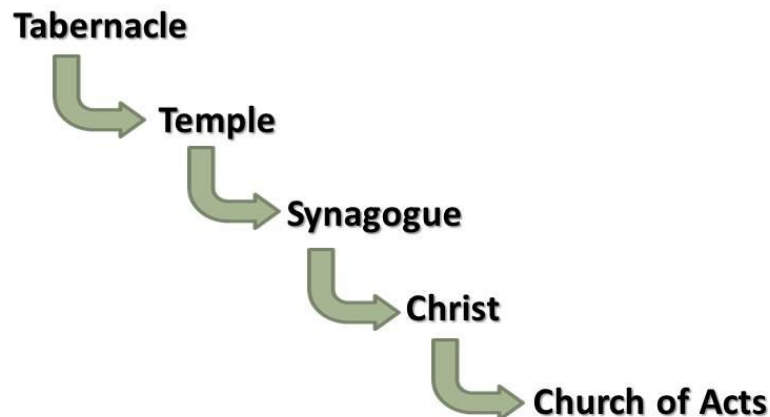 Tabernacle
Temple
Synagogue
Christ
Church of Acts